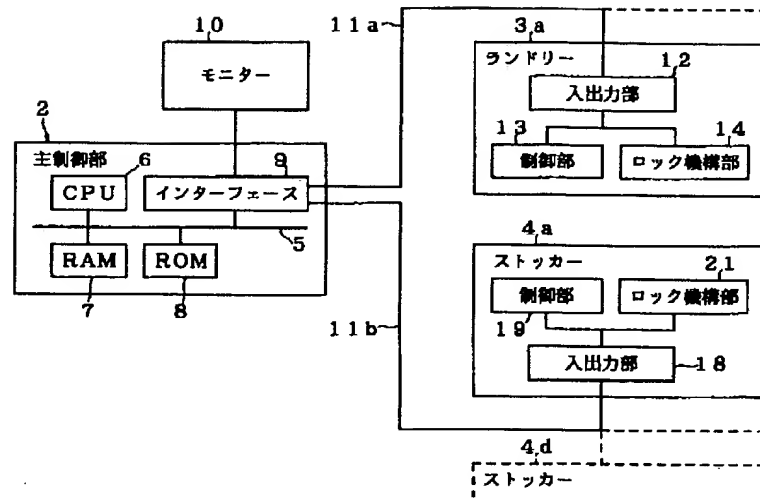 10
モニター
11a
3a
ランドリー
12
入出力部
13
制御部
14
ロック機構部
2
主制御部
6
CPU
9
インターフェース
5
RAM
7
ROM
8
4a
ストッカー
21
制御部
ロック機構部
19
11b
入出力部
18
4d
ストッカー